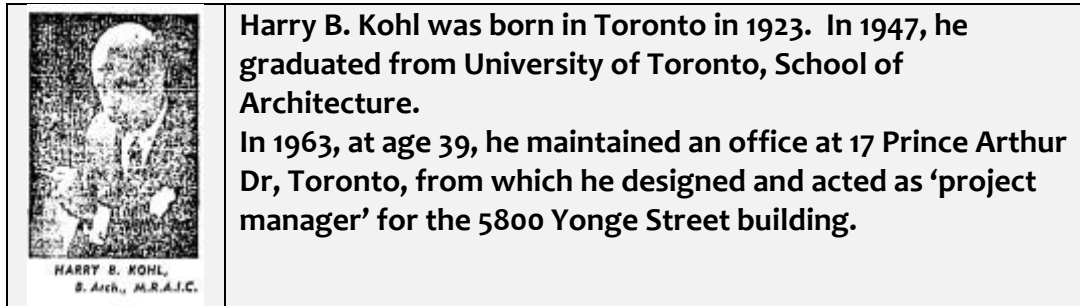 Harry B. Kohl was born in Toronto in 1923. In 1947, he
graduated from University of Toronto, School of
Architecture.
In 1963, at age 39, he maintained an office at 17 Prince Arthur
Dr, Toronto, from which he designed and acted as ‘project
manager’ for the 5800 Yonge Street building.
HARRY B. KOHL,
B. Arch., M.R.A.I.C.